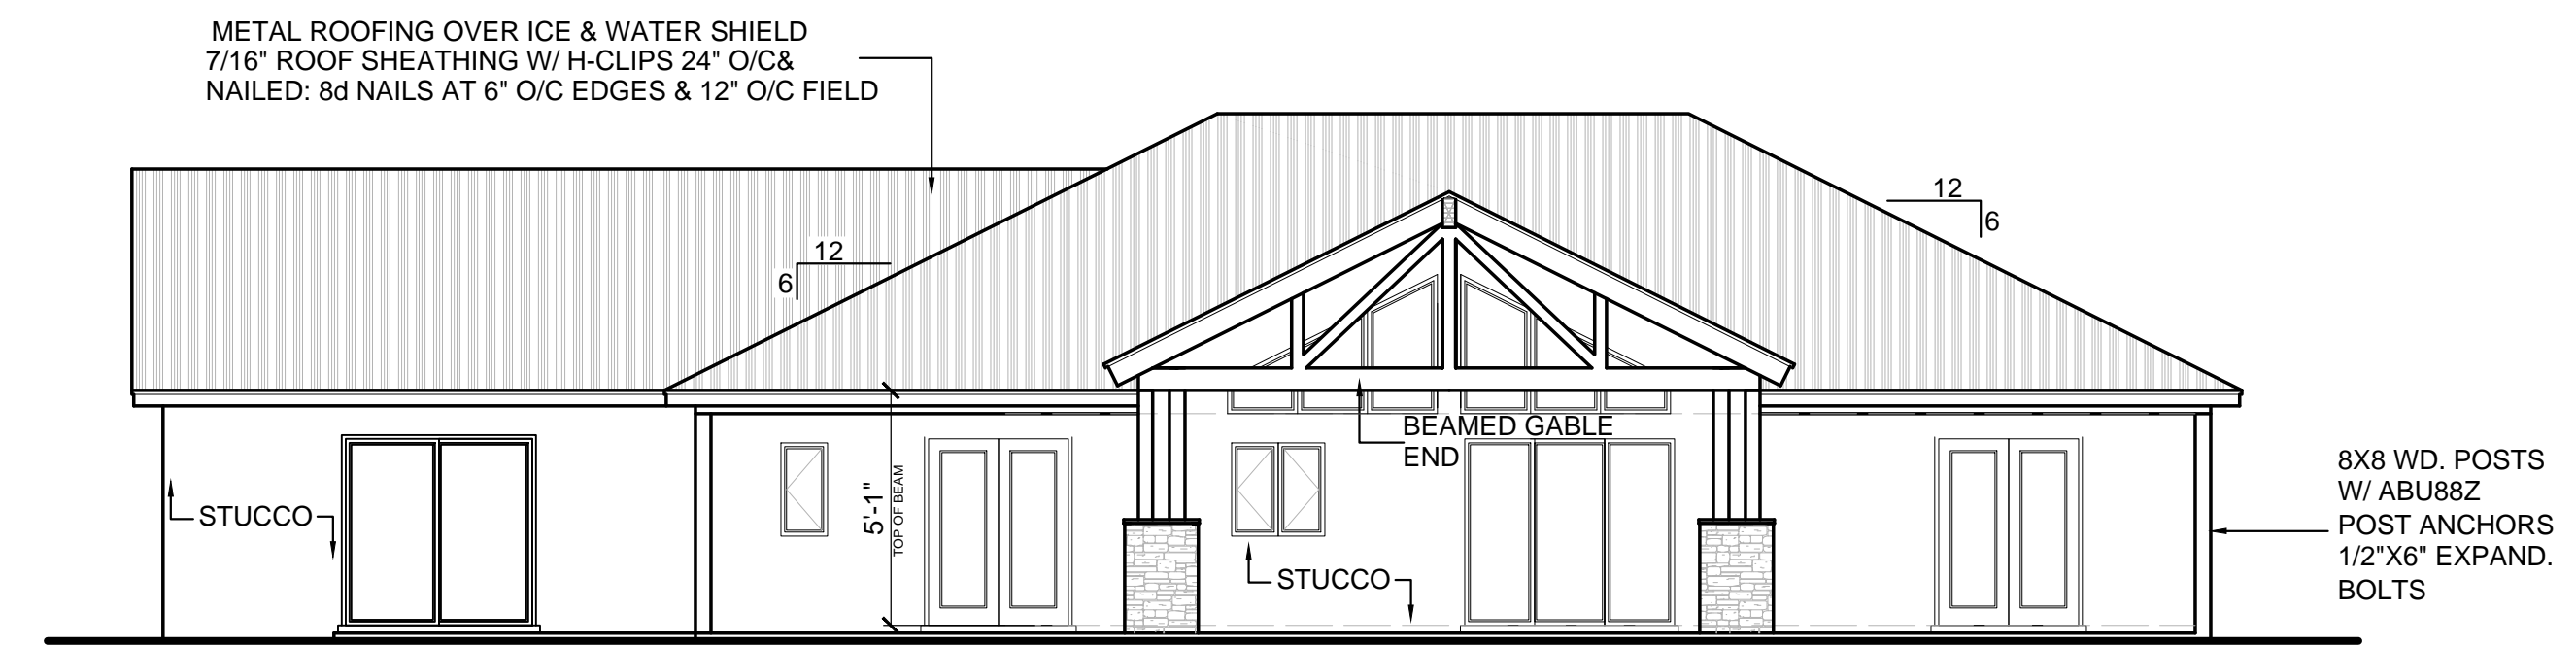 METAL ROOFING OVER ICE & WATER SHIELD
7/16" ROOF SHEATHING W/ H-CLIPS 24" O/C&
NAILED: 8d NAILS AT 6" O/C EDGES & 12" O/C FIELD
12
6
12
6
BEAMED GABLE
END
5'-1"
TOP OF BEAM
STUCCO
STUCCO
8X8 WD. POSTS
W/ ABU88Z
POST ANCHORS
1/2"X6" EXPAND.
BOLTS